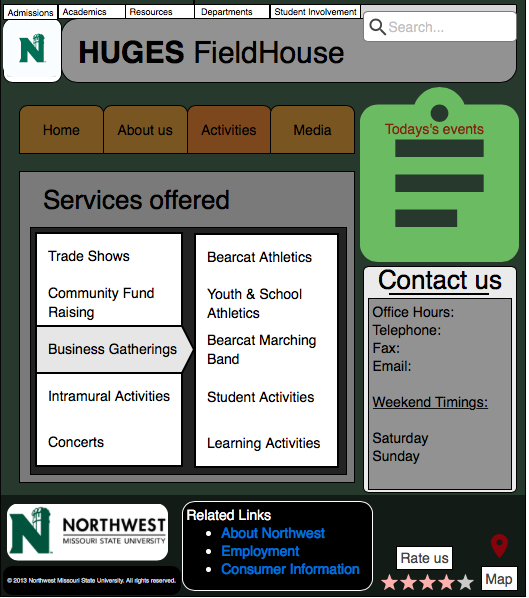 Admissions Academics Resources Departments Student Involvement
Search...
N
HUGES FieldHouse
Home About us Activities Media
Todays's events
Services offered
Trade Shows
Community Fund
Raising
Business Gatherings
Intramural Activities
Concerts
Bearcat Athletics
Youth & School
Athletics
Bearcat Marching
Band
Student Activities
Learning Activities
Contact us
Office Hours:
Telephone:
Fax:
Email:
Weekend Timings:
Saturday
Sunday
N
NORTHWEST
MISSOURI STATE UNIVERSITY
© 2013 Northwest Missouri State University. All rights reserved.
Related Links
About Northwest
Employment
Consumer Information
Rate us
Map